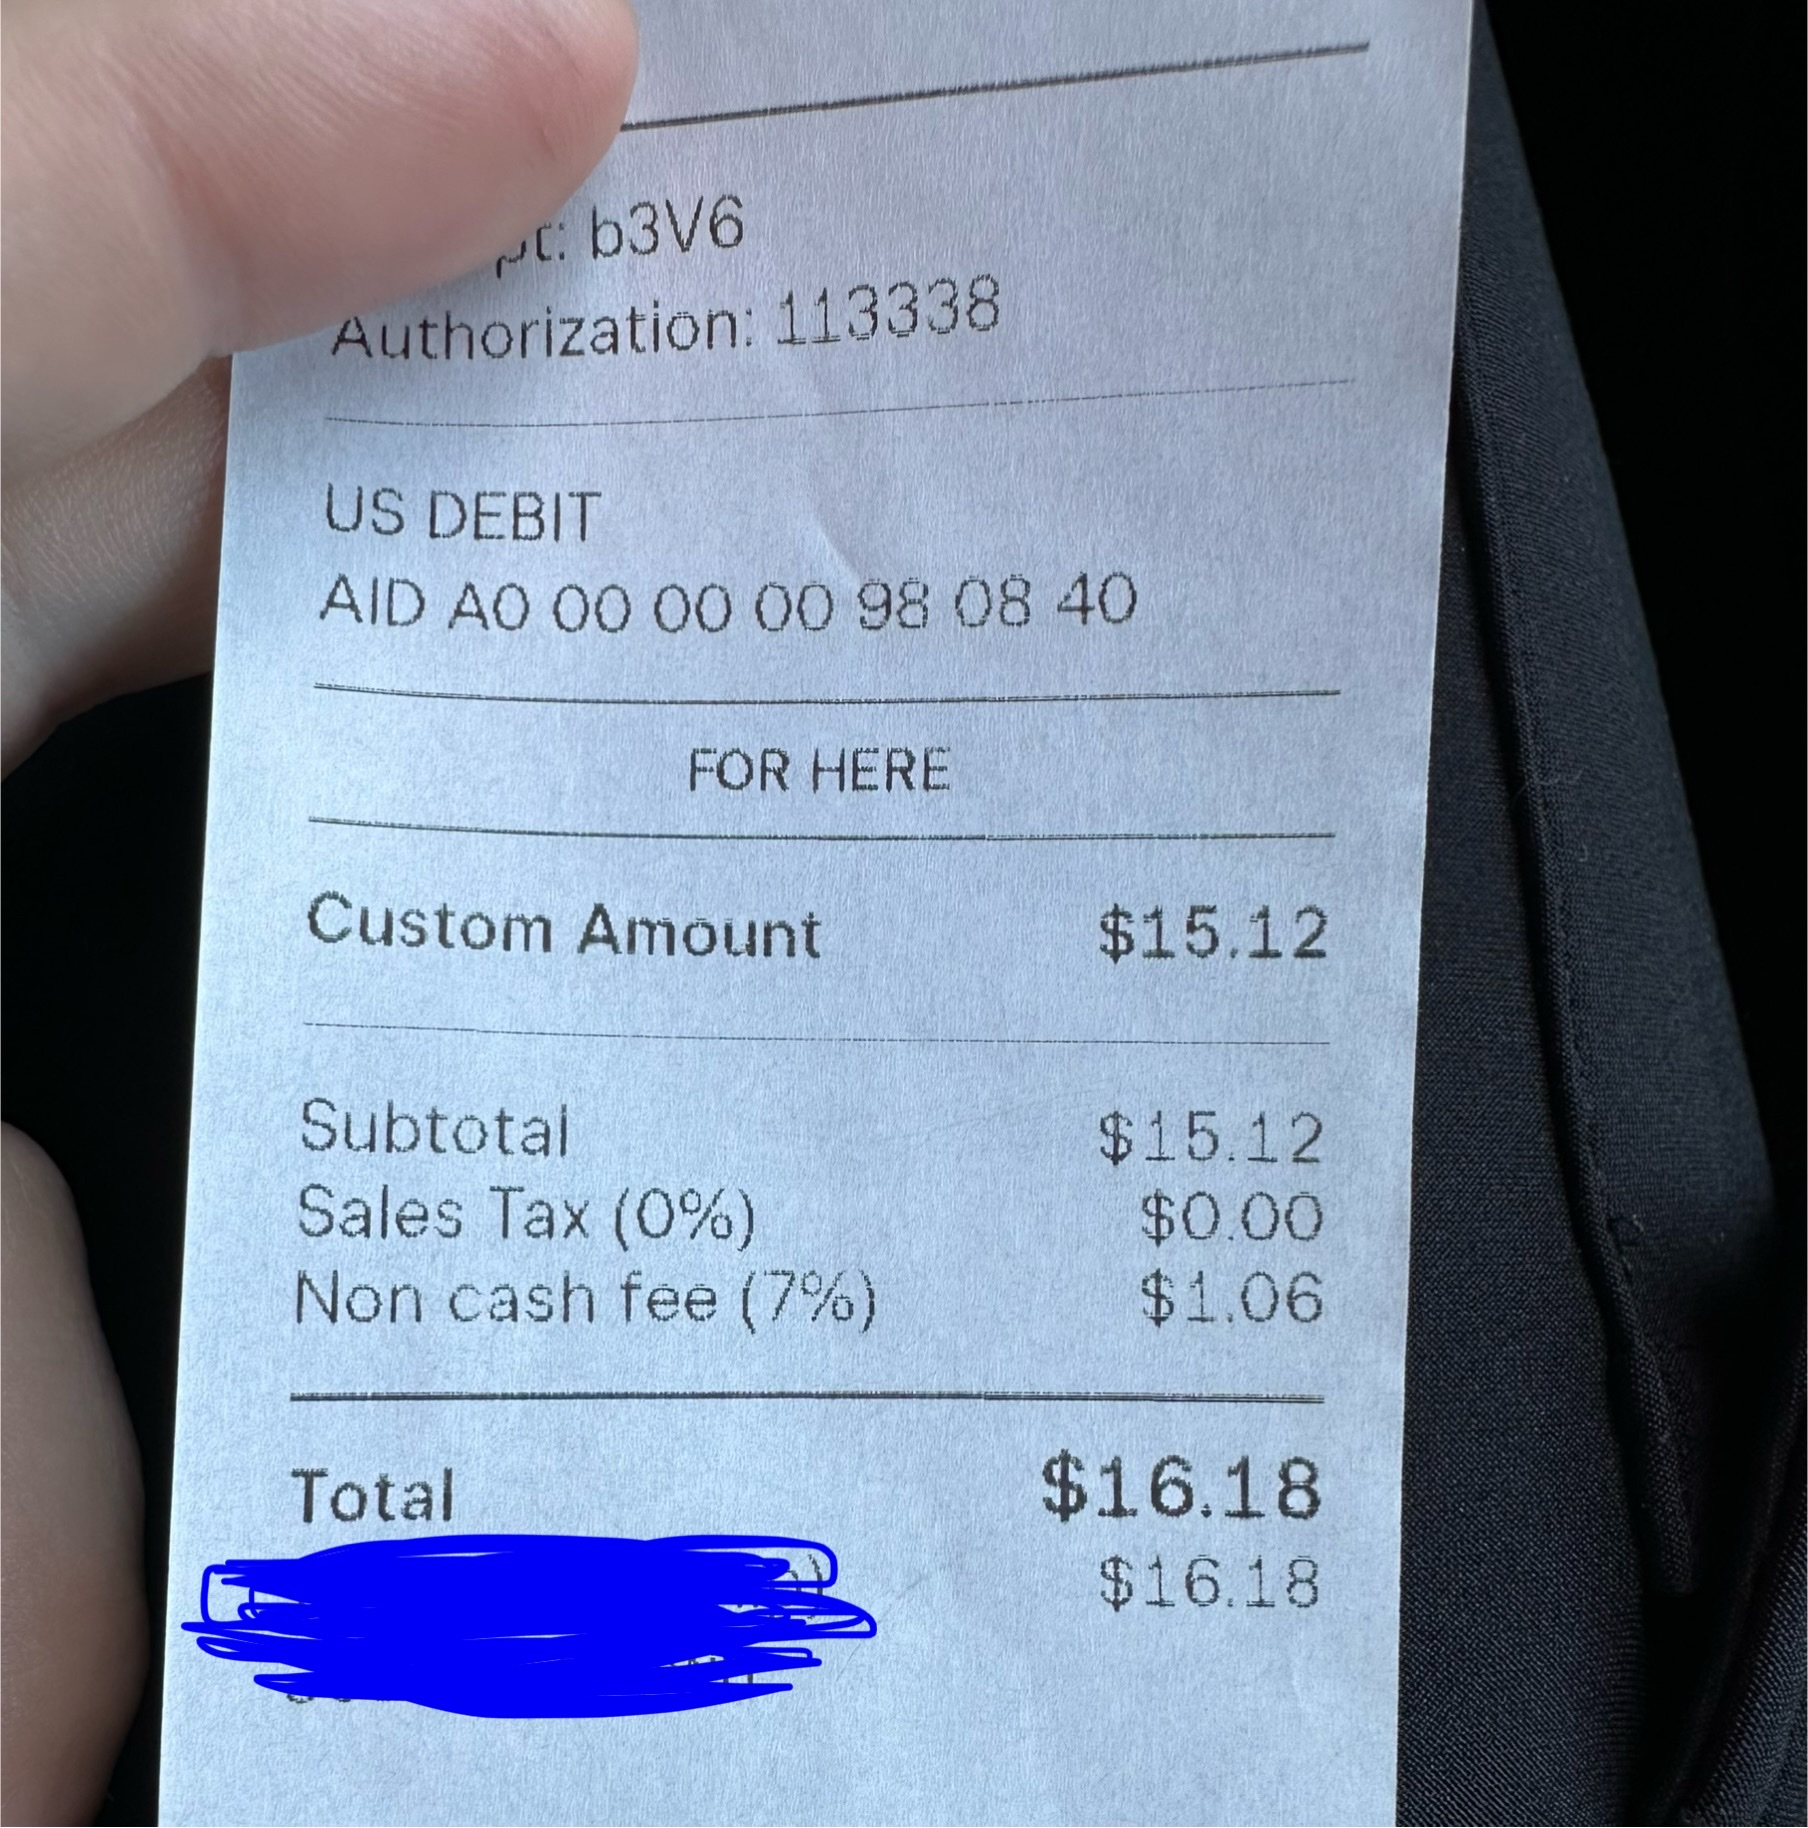 b3V6
Authorization: 113338
US DEBIT
AID A0 00 00 00 98 08 40
FOR HERE
Custom Amount $15.12
Subtotal $15.12
Sales Tax (0%) $0.00
Non cash fee (7%) $1.06
Total $16.18
$16.18